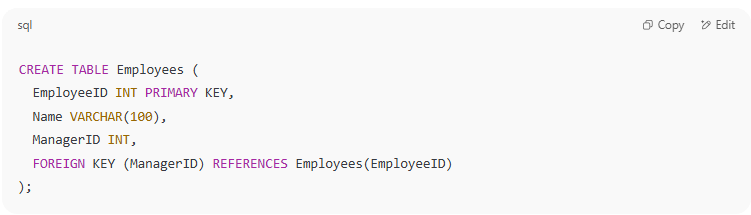 sql
Copy
Edit
CREATE TABLE Employees (
EmployeeID INT PRIMARY KEY,
Name VARCHAR(100),
ManagerID INT,
FOREIGN KEY (ManagerID) REFERENCES Employees(EmployeeID)
);